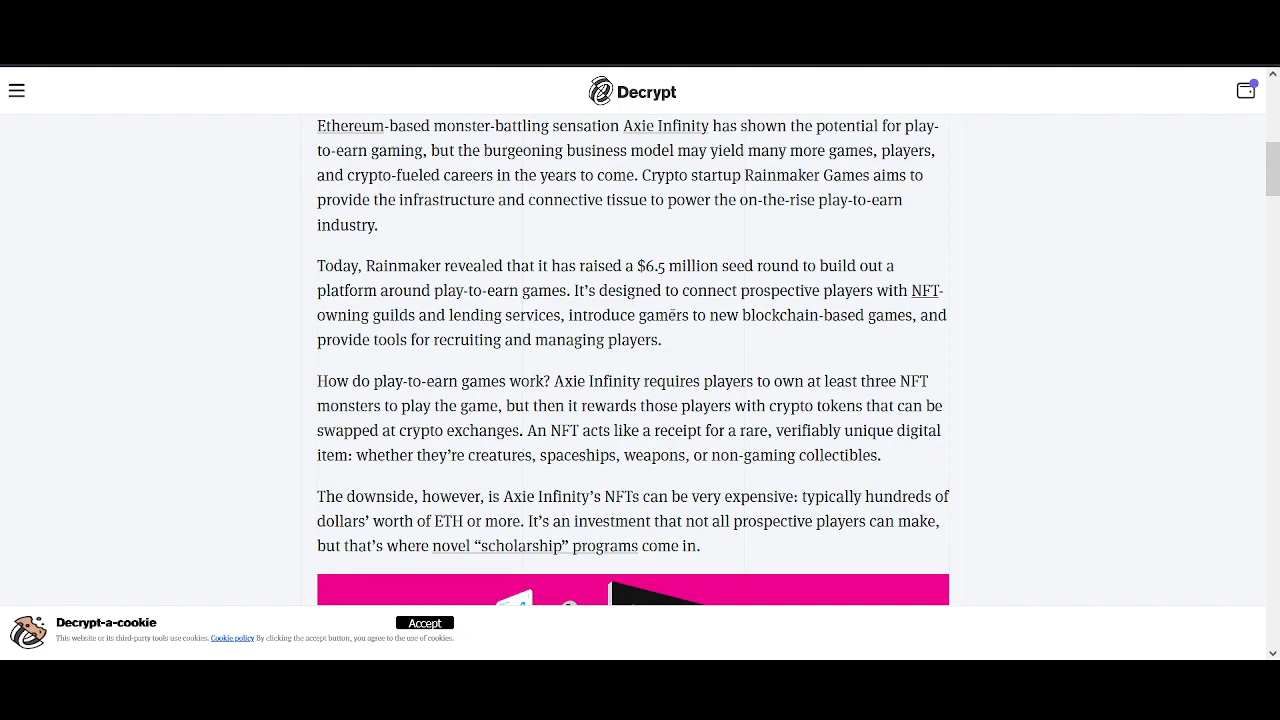 Decrypt
Ethereum-based monster-battling sensation Axie Infinity has shown the potential for play-
to-earn gaming, but the burgeoning business model may yield many more games, players,
and crypto-fueled careers in the years to come. Crypto startup Rainmaker Games aims to
provide the infrastructure and connective tissue to power the on-the-rise play-to-earn
industry.
Today, Rainmaker revealed that it has raised a $6.5 million seed round to build out a
platform around play-to-earn games. It’s designed to connect prospective players with NFT-
owning guilds and lending services, introduce gamers to new blockchain-based games, and
provide tools for recruiting and managing players.
How do play-to-earn games work? Axie Infinity requires players to own at least three NFT
monsters to play the game, but then it rewards those players with crypto tokens that can be
swapped at crypto exchanges. An NFT acts like a receipt for a rare, verifiably unique digital
item: whether they’re creatures, spaceships, weapons, or non-gaming collectibles.
The downside, however, is Axie Infinity’s NFTs can be very expensive: typically hundreds of
dollars’ worth of ETH or more. It’s an investment that not all prospective players can make,
but that’s where novel “scholarship” programs come in.
Decrypt-a-cookie
Accept
This website or its third-party tools use cookies. Cookie policy By clicking the accept button, you agree to the use of cookies.